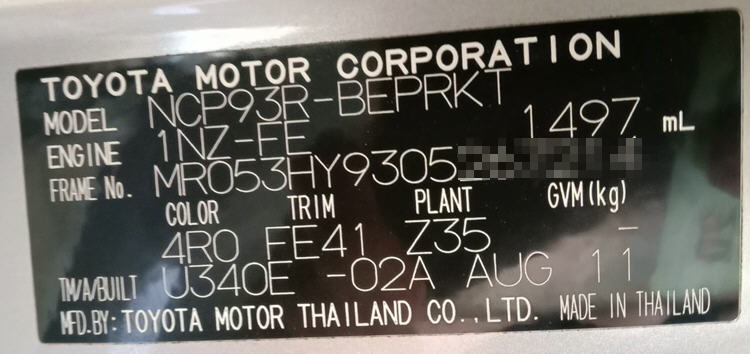 TOYOTA MOTOR CORPORATION
MODEL NCP93R-BEPRKT
ENGINE 1NZ-FE 1497 mL
FRAME No. MR053HY9305
COLOR TRIM PLANT GVM(kg)
4R0 FE41 Z35 -
T/M/A/BUILT U340E -02A AUG 11
MFD.BY: TOYOTA MOTOR THAILAND CO.,LTD. MADE IN THAILAND